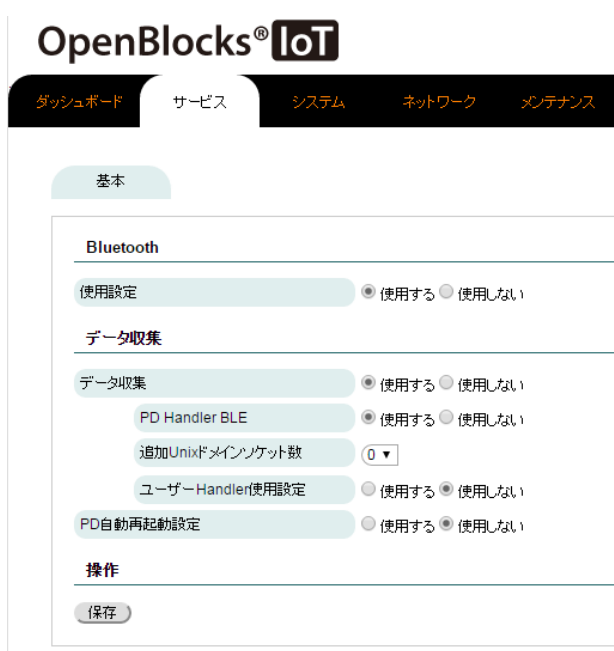 OpenBlocks® IoT
ダッシュボード サービス システム ネットワーク メンテナンス
基本
Bluetooth
使用設定 使用する 使用しない
データ収集
データ収集 使用する 使用しない
PD Handler BLE 使用する 使用しない
追加Unixドメインソケット数 0 ▼
ユーザーHandler使用設定 使用する 使用しない
PD自動再起動設定 使用する 使用しない
操作
保存